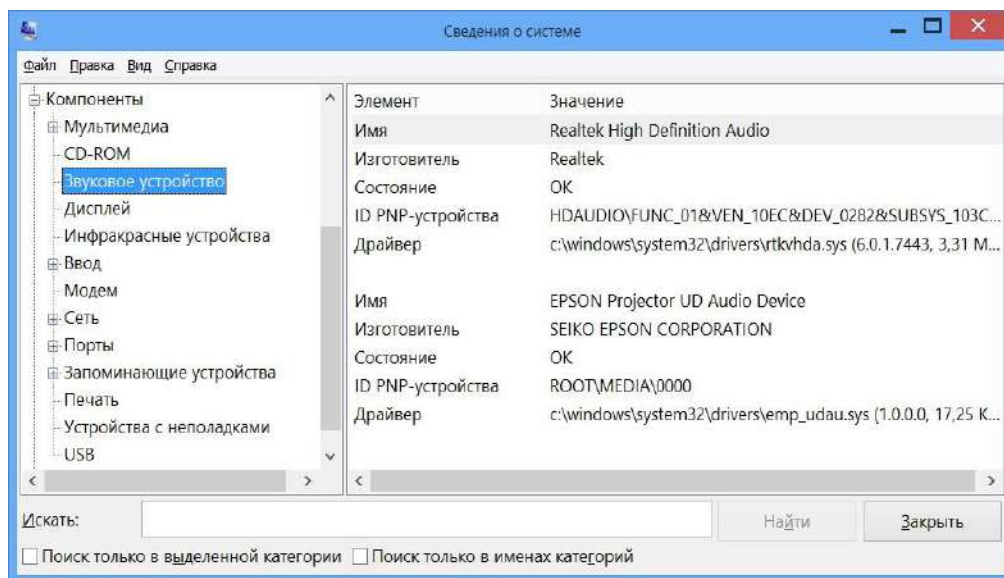 Сведения о системе
Файл Правка Вид Справка
Компоненты
Мультимедиа
CD-ROM
Звуковое устройство
Дисплей
Инфракрасные устройства
Ввод
Модем
Сеть
Порты
Запоминающие устройства
Печать
Устройства с неполадками
USB
Элемент Значение
Имя Realtek High Definition Audio
Изготовитель Realtek
Состояние OK
ID PNP-устройства HDAUDIO\FUNC_01&VEN_10EC&DEV_0282&SUBSYS_103C...
Драйвер c:\windows\system32\drivers\rtkvhda.sys (6.0.1.7443, 3,31 М...
Имя EPSON Projector UD Audio Device
Изготовитель SEIKO EPSON CORPORATION
Состояние OK
ID PNP-устройства ROOT\MEDIA\0000
Драйвер c:\windows\system32\drivers\emp_udau.sys (1.0.0.0, 17,25 К...
Искать: Найти Закрыть
Поиск только в выделенной категории Поиск только в именах категорий